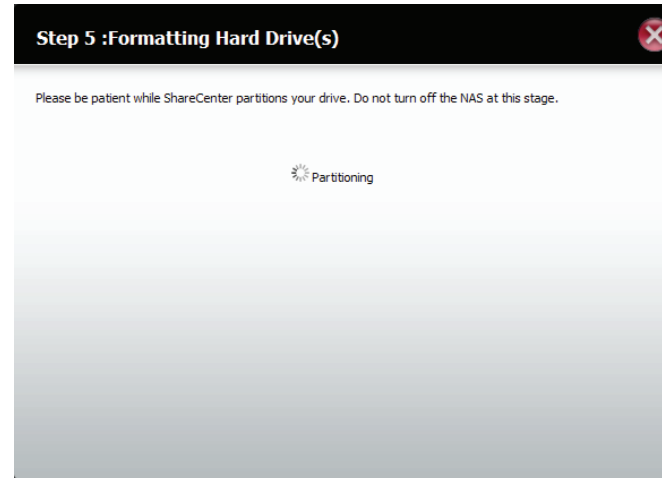 Step 5 :Formatting Hard Drive(s)
Please be patient while ShareCenter partitions your drive. Do not turn off the NAS at this stage.
Partitioning